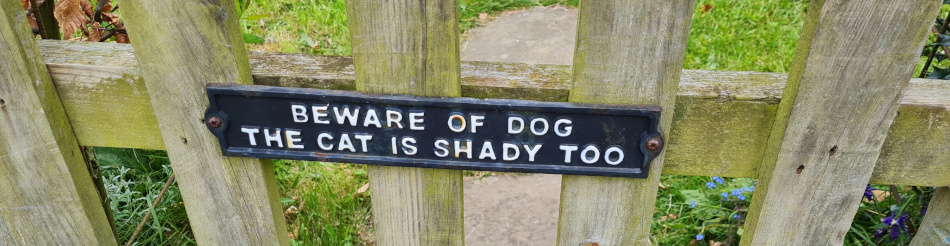 BEWARE OF DOG
THE CAT IS SHADY TOO